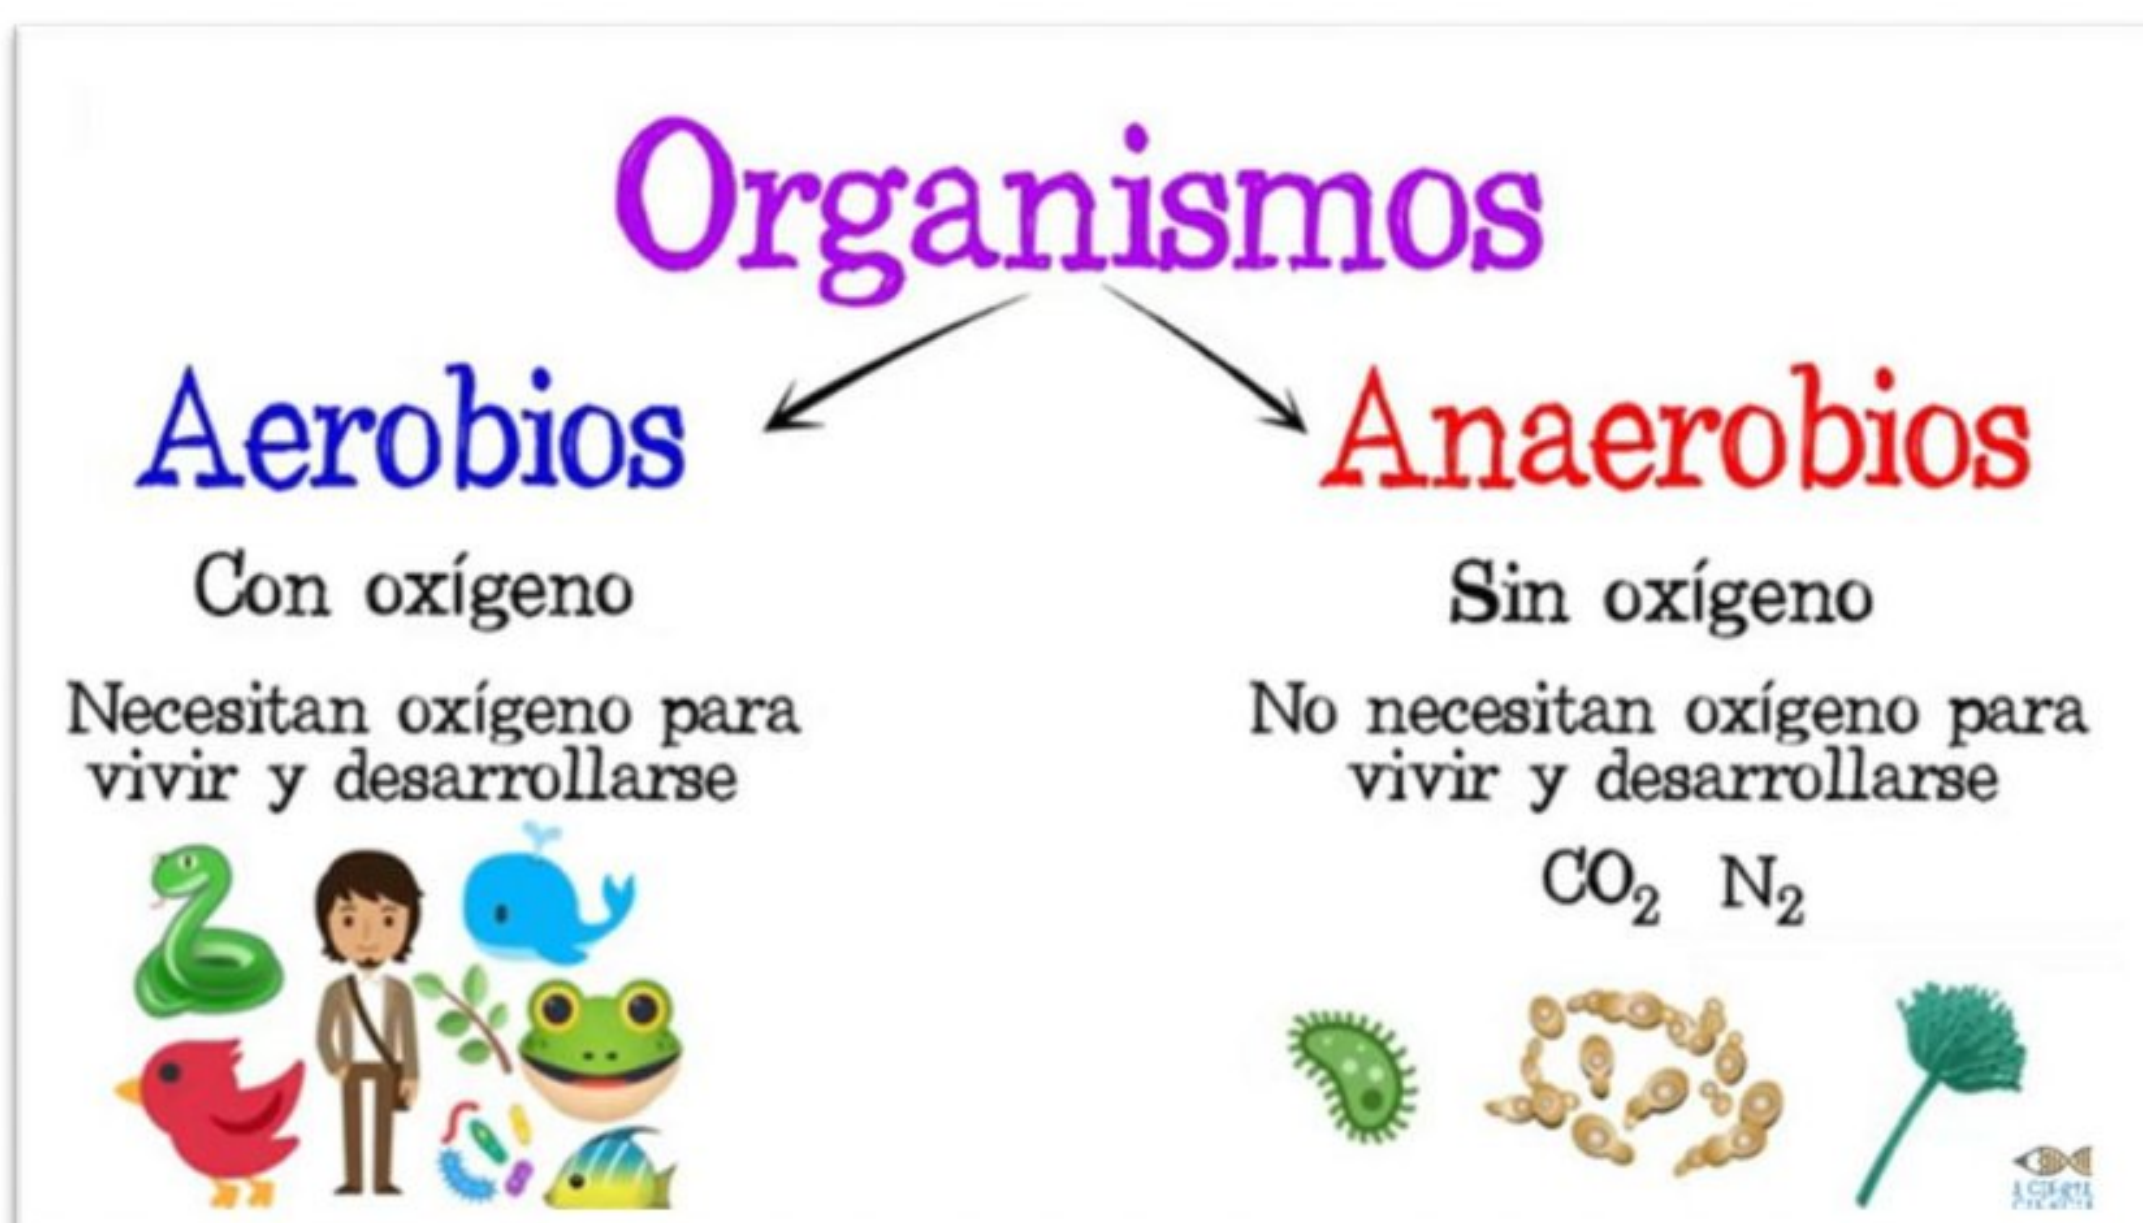 Organismos
Aerobios
Con oxígeno
Necesitan oxígeno para
vivir y desarrollarse
Anaerobios
Sin oxígeno
No necesitan oxígeno para
vivir y desarrollarse
CO₂ N₂